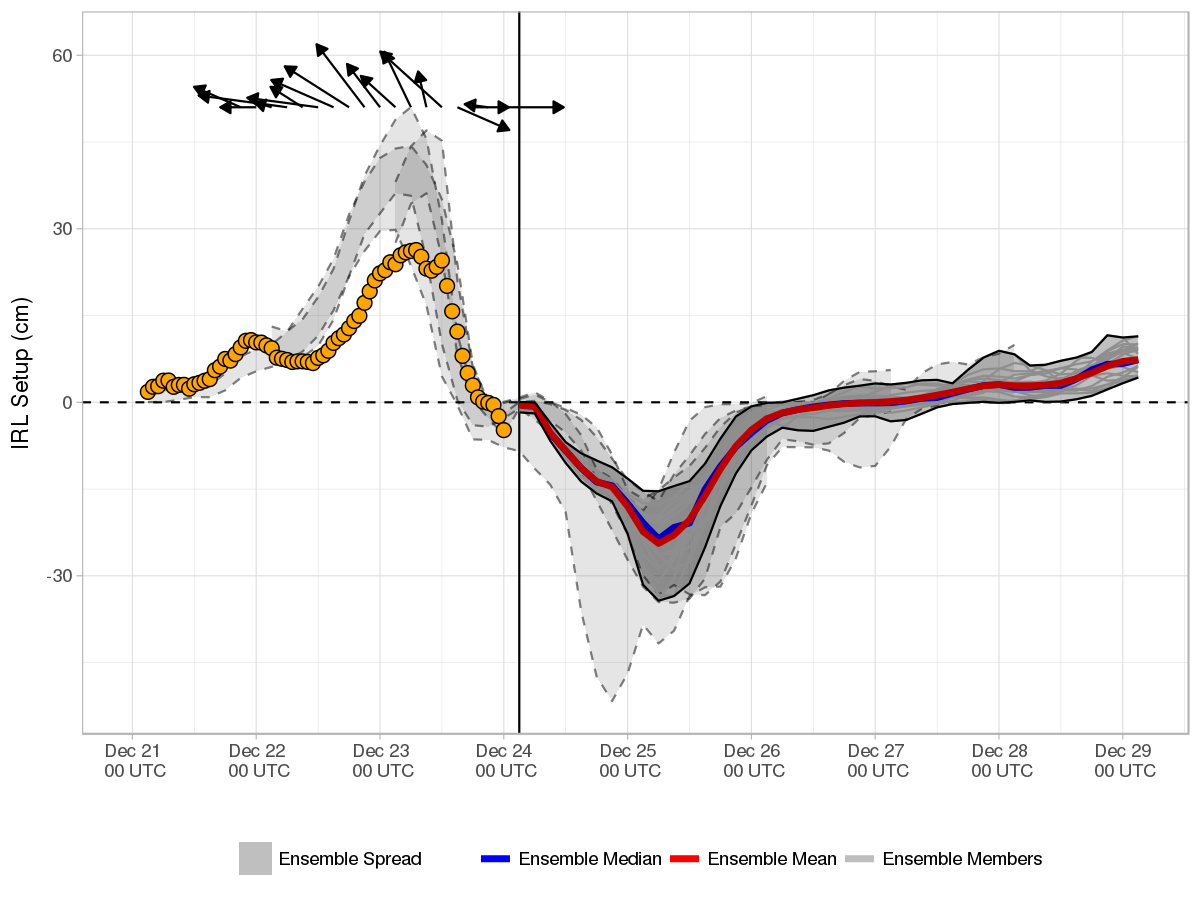 IRL Setup (cm)
60
30
0
-30
Dec 21 Dec 22 Dec 23 Dec 24 Dec 25 Dec 26 Dec 27 Dec 28 Dec 29
00 UTC 00 UTC 00 UTC 00 UTC 00 UTC 00 UTC 00 UTC 00 UTC 00 UTC
Ensemble Spread Ensemble Median Ensemble Mean Ensemble Members